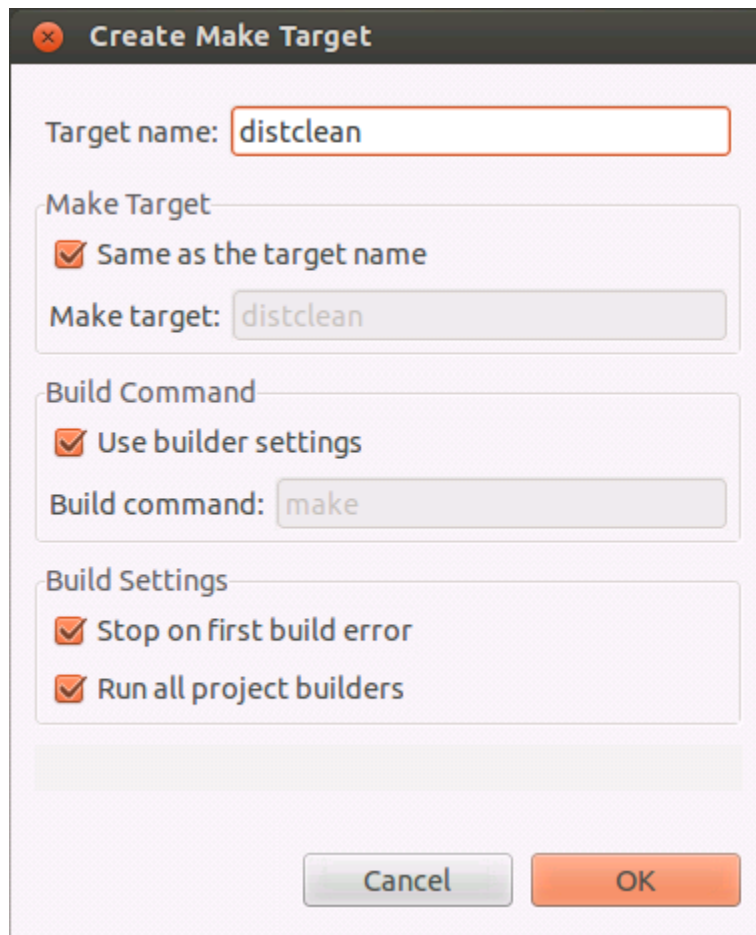 Create Make Target
Target name: distclean
Make Target
Same as the target name
Make target: distclean
Build Command
Use builder settings
Build command: make
Build Settings
Stop on first build error
Run all project builders
Cancel OK